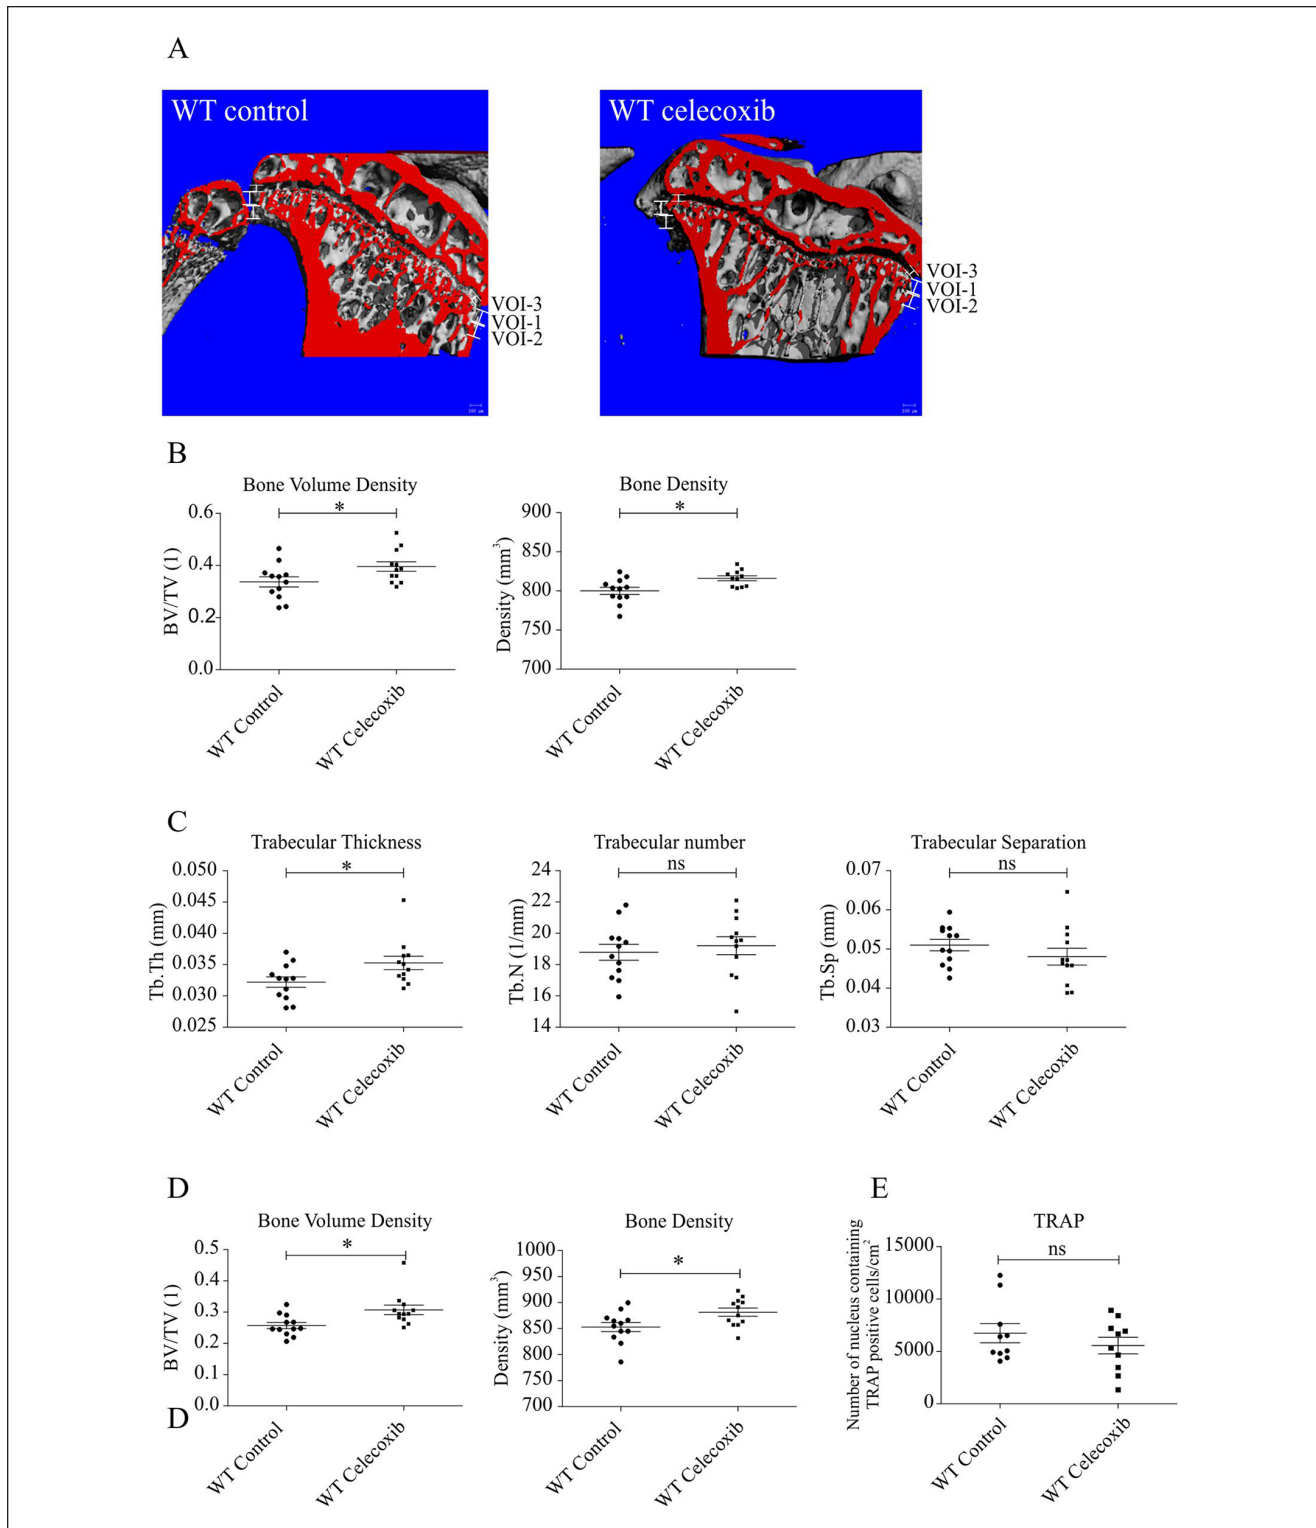 A
WT control
WT celecoxib
VOI-3
VOI-1
VOI-2
100 µm
VOI-3
VOI-1
VOI-2
100 µm
B
Bone Volume Density
*
BV/TV (1)
0.6
0.4
0.2
0.0
WT Control
WT Celecoxib
Bone Density
*
Density (mm³)
900
850
800
750
700
WT Control
WT Celecoxib
C
Trabecular Thickness
*
Tb.Th (mm)
0.050
0.045
0.040
0.035
0.030
0.025
WT Control
WT Celecoxib
Trabecular number
ns
Tb.N (1/mm)
24
22
20
18
16
14
WT Control
WT Celecoxib
Trabecular Separation
ns
Tb.Sp (mm)
0.07
0.06
0.05
0.04
0.03
WT Control
WT Celecoxib
D
Bone Volume Density
*
BV/TV (1)
0.5
0.4
0.3
0.2
0.1
0.0
WT Control
WT Celecoxib
Bone Density
*
Density (mm³)
1000
950
900
850
800
750
700
WT Control
WT Celecoxib
E
TRAP
ns
Number of nucleus containing
TRAP positive cells/cm²
15000
10000
5000
0
WT Control
WT Celecoxib
D